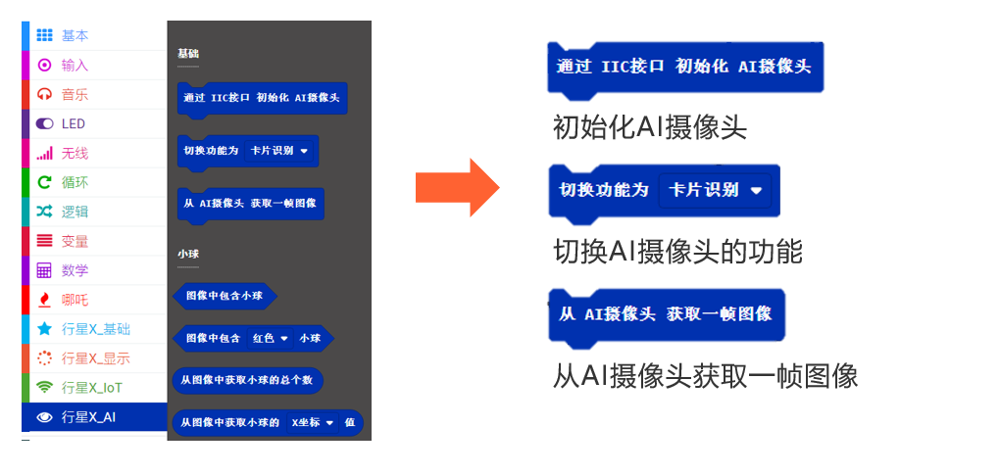 基本
输入
音乐
LED
无线
循环
逻辑
变量
数学
哪吒
行星X_基础
行星X_显示
行星X_IoT
行星X_AI
基础
通过 IIC接口 初始化 AI摄像头
切换功能为 卡片识别
从 AI摄像头 获取一帧图像
小球
图像中包含小球
图像中包含 红色 小球
从图像中获取小球的总个数
从图像中获取小球的 X坐标 值
通过 IIC接口 初始化 AI摄像头
初始化AI摄像头
切换功能为 卡片识别
切换AI摄像头的功能
从 AI摄像头 获取一帧图像
从AI摄像头获取一帧图像